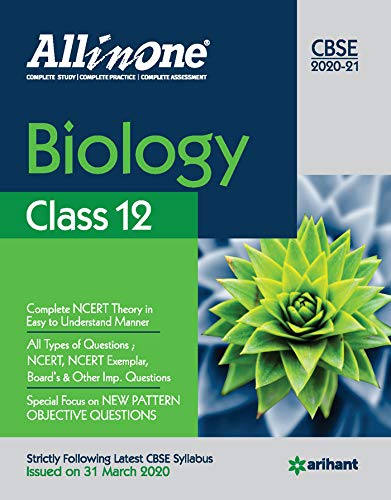 All in One®
COMPLETE STUDY | COMPLETE PRACTICE | COMPLETE ASSESSMENT
CBSE
2020-21
Biology
Class 12
Complete NCERT Theory in
Easy to Understand Manner
All Types of Questions ;
NCERT, NCERT Exemplar,
Board's & Other Imp. Questions
Special Focus on NEW PATTERN
OBJECTIVE QUESTIONS
Strictly Following Latest CBSE Syllabus
Issued on 31 March 2020
arihant